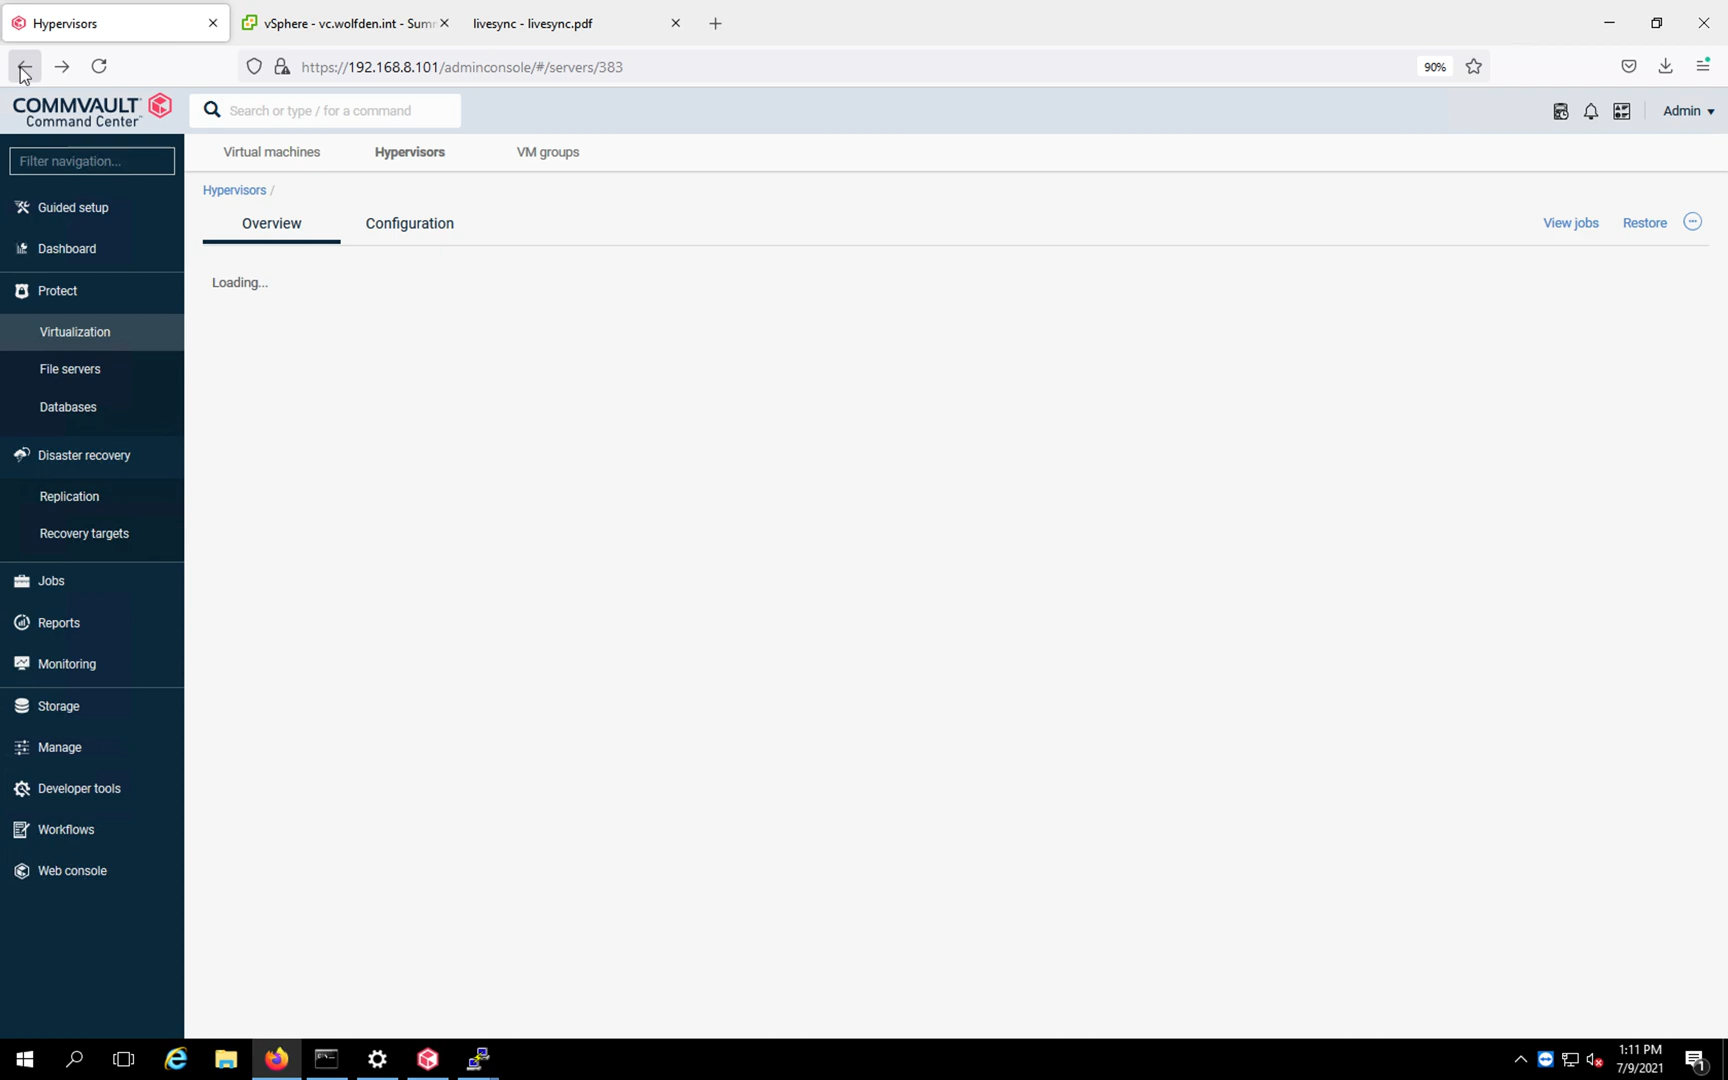 Hypervisors
vSphere - vc.wolfden.int - Summ
livesync - livesync.pdf
https://192.168.8.101/adminconsole/#/servers/383
90%
COMMVAULT
Command Center™
Search or type / for a command
Admin
Filter navigation...
Virtual machines
Hypervisors
VM groups
Hypervisors /
Guided setup
Overview
Configuration
View jobs
Restore
Dashboard
Loading...
Protect
Virtualization
File servers
Databases
Disaster recovery
Replication
Recovery targets
Jobs
Reports
Monitoring
Storage
Manage
Developer tools
Workflows
Web console
1:11 PM
7/9/2021
1